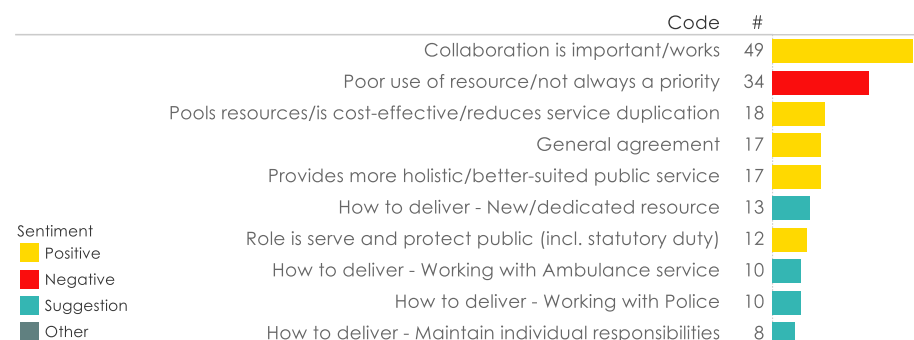 Code #
Collaboration is important/works 49
Poor use of resource/not always a priority 34
Pools resources/is cost-effective/reduces service duplication 18
General agreement 17
Provides more holistic/better-suited public service 17
How to deliver - New/dedicated resource 13
Role is serve and protect public (incl. statutory duty) 12
How to deliver - Working with Ambulance service 10
How to deliver - Working with Police 10
How to deliver - Maintain individual responsibilities 8
Sentiment
Positive
Negative
Suggestion
Other